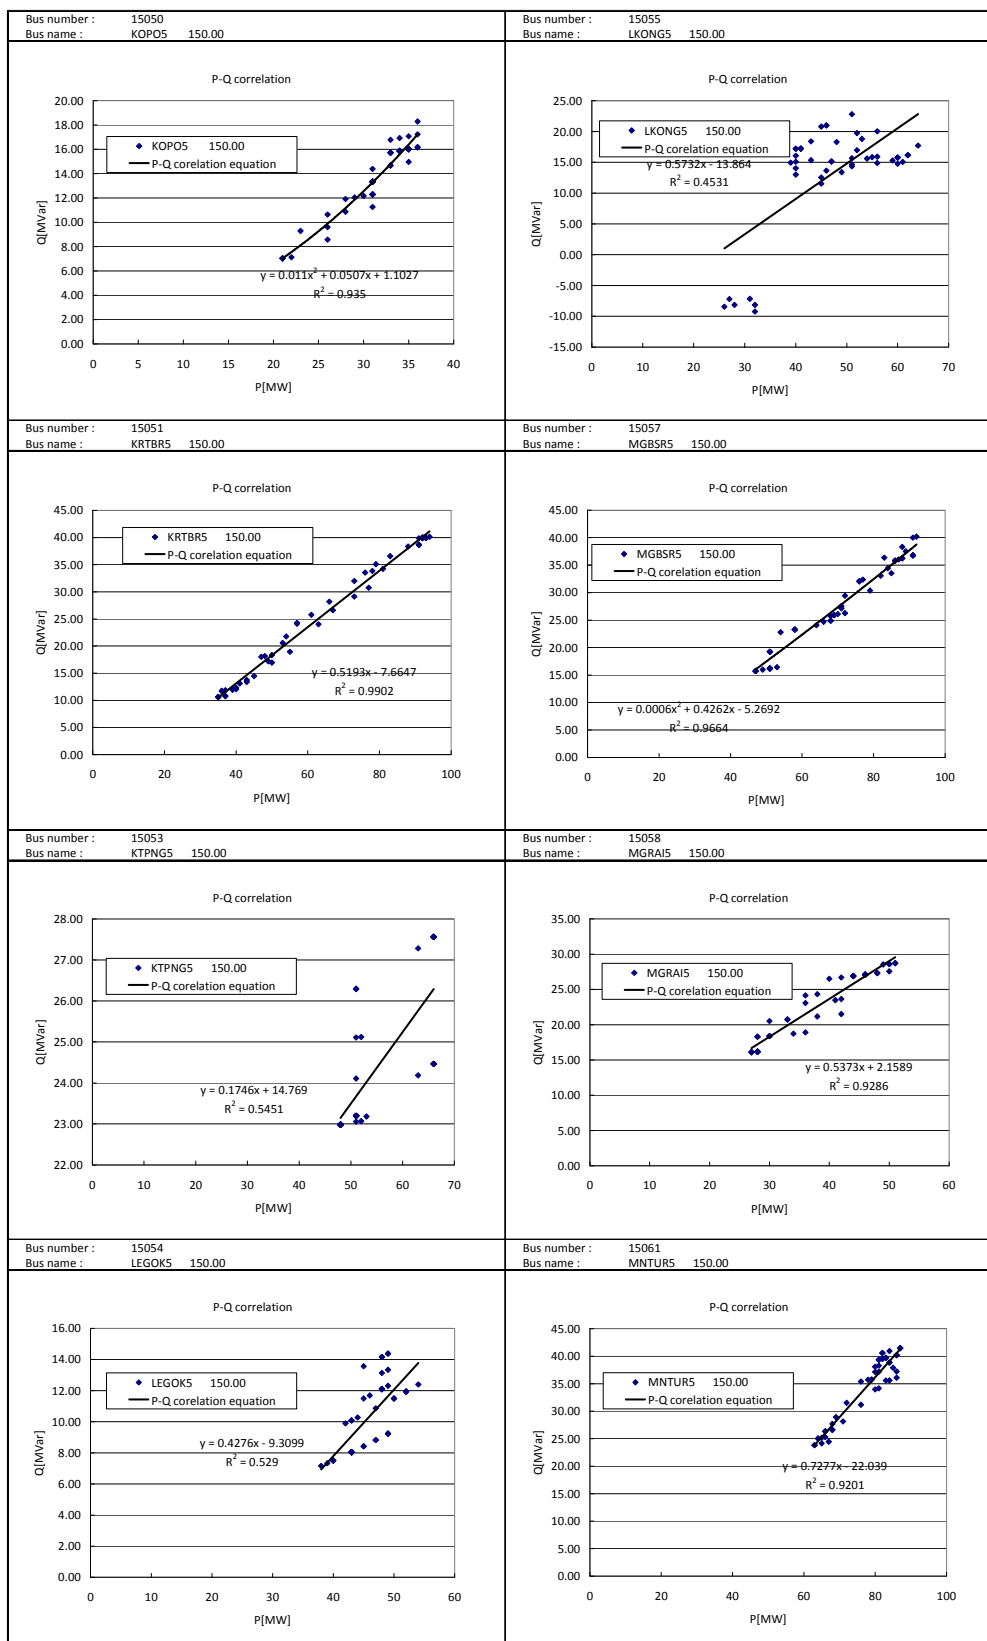 Bus number : 15050
Bus name : KOPO5 150.00
P-Q correlation
20.00
18.00
16.00
14.00
12.00
10.00
8.00
6.00
4.00
2.00
0.00
Q[MVar]
KOPO5 150.00
P-Q corelation equation
y = 0.011x² + 0.0507x + 1.1027
R² = 0.935
0 5 10 15 20 25 30 35 40
P[MW]
Bus number : 15055
Bus name : LKONG5 150.00
P-Q correlation
25.00
20.00
15.00
10.00
5.00
0.00
-5.00
-10.00
-15.00
Q[MVar]
LKONG5 150.00
P-Q corelation equation
y = 0.5732x - 13.864
R² = 0.4531
0 10 20 30 40 50 60 70
P[MW]
Bus number : 15051
Bus name : KRTBR5 150.00
P-Q correlation
45.00
40.00
35.00
30.00
25.00
20.00
15.00
10.00
5.00
0.00
Q[MVar]
KRTBR5 150.00
P-Q corelation equation
y = 0.5193x - 7.6647
R² = 0.9902
0 20 40 60 80 100
P[MW]
Bus number : 15057
Bus name : MGBSR5 150.00
P-Q correlation
45.00
40.00
35.00
30.00
25.00
20.00
15.00
10.00
5.00
0.00
Q[MVar]
MGBSR5 150.00
P-Q corelation equation
y = 0.0006x² + 0.4262x - 5.2692
R² = 0.9664
0 20 40 60 80 100
P[MW]
Bus number : 15053
Bus name : KTPNG5 150.00
P-Q correlation
28.00
27.00
26.00
25.00
24.00
23.00
22.00
Q[MVar]
KTPNG5 150.00
P-Q corelation equation
y = 0.1746x + 14.769
R² = 0.5451
0 10 20 30 40 50 60 70
P[MW]
Bus number : 15058
Bus name : MGRAI5 150.00
P-Q correlation
35.00
30.00
25.00
20.00
15.00
10.00
5.00
0.00
Q[MVar]
MGRAI5 150.00
P-Q corelation equation
y = 0.5373x + 2.1589
R² = 0.9286
0 10 20 30 40 50 60
P[MW]
Bus number : 15054
Bus name : LEGOK5 150.00
P-Q correlation
16.00
14.00
12.00
10.00
8.00
6.00
4.00
2.00
0.00
Q[MVar]
LEGOK5 150.00
P-Q corelation equation
y = 0.4276x - 9.3099
R² = 0.529
0 10 20 30 40 50 60
P[MW]
Bus number : 15061
Bus name : MNTUR5 150.00
P-Q correlation
45.00
40.00
35.00
30.00
25.00
20.00
15.00
10.00
5.00
0.00
Q[MVar]
MNTUR5 150.00
P-Q corelation equation
y = 0.7277x - 22.039
R² = 0.9201
0 20 40 60 80 100
P[MW]